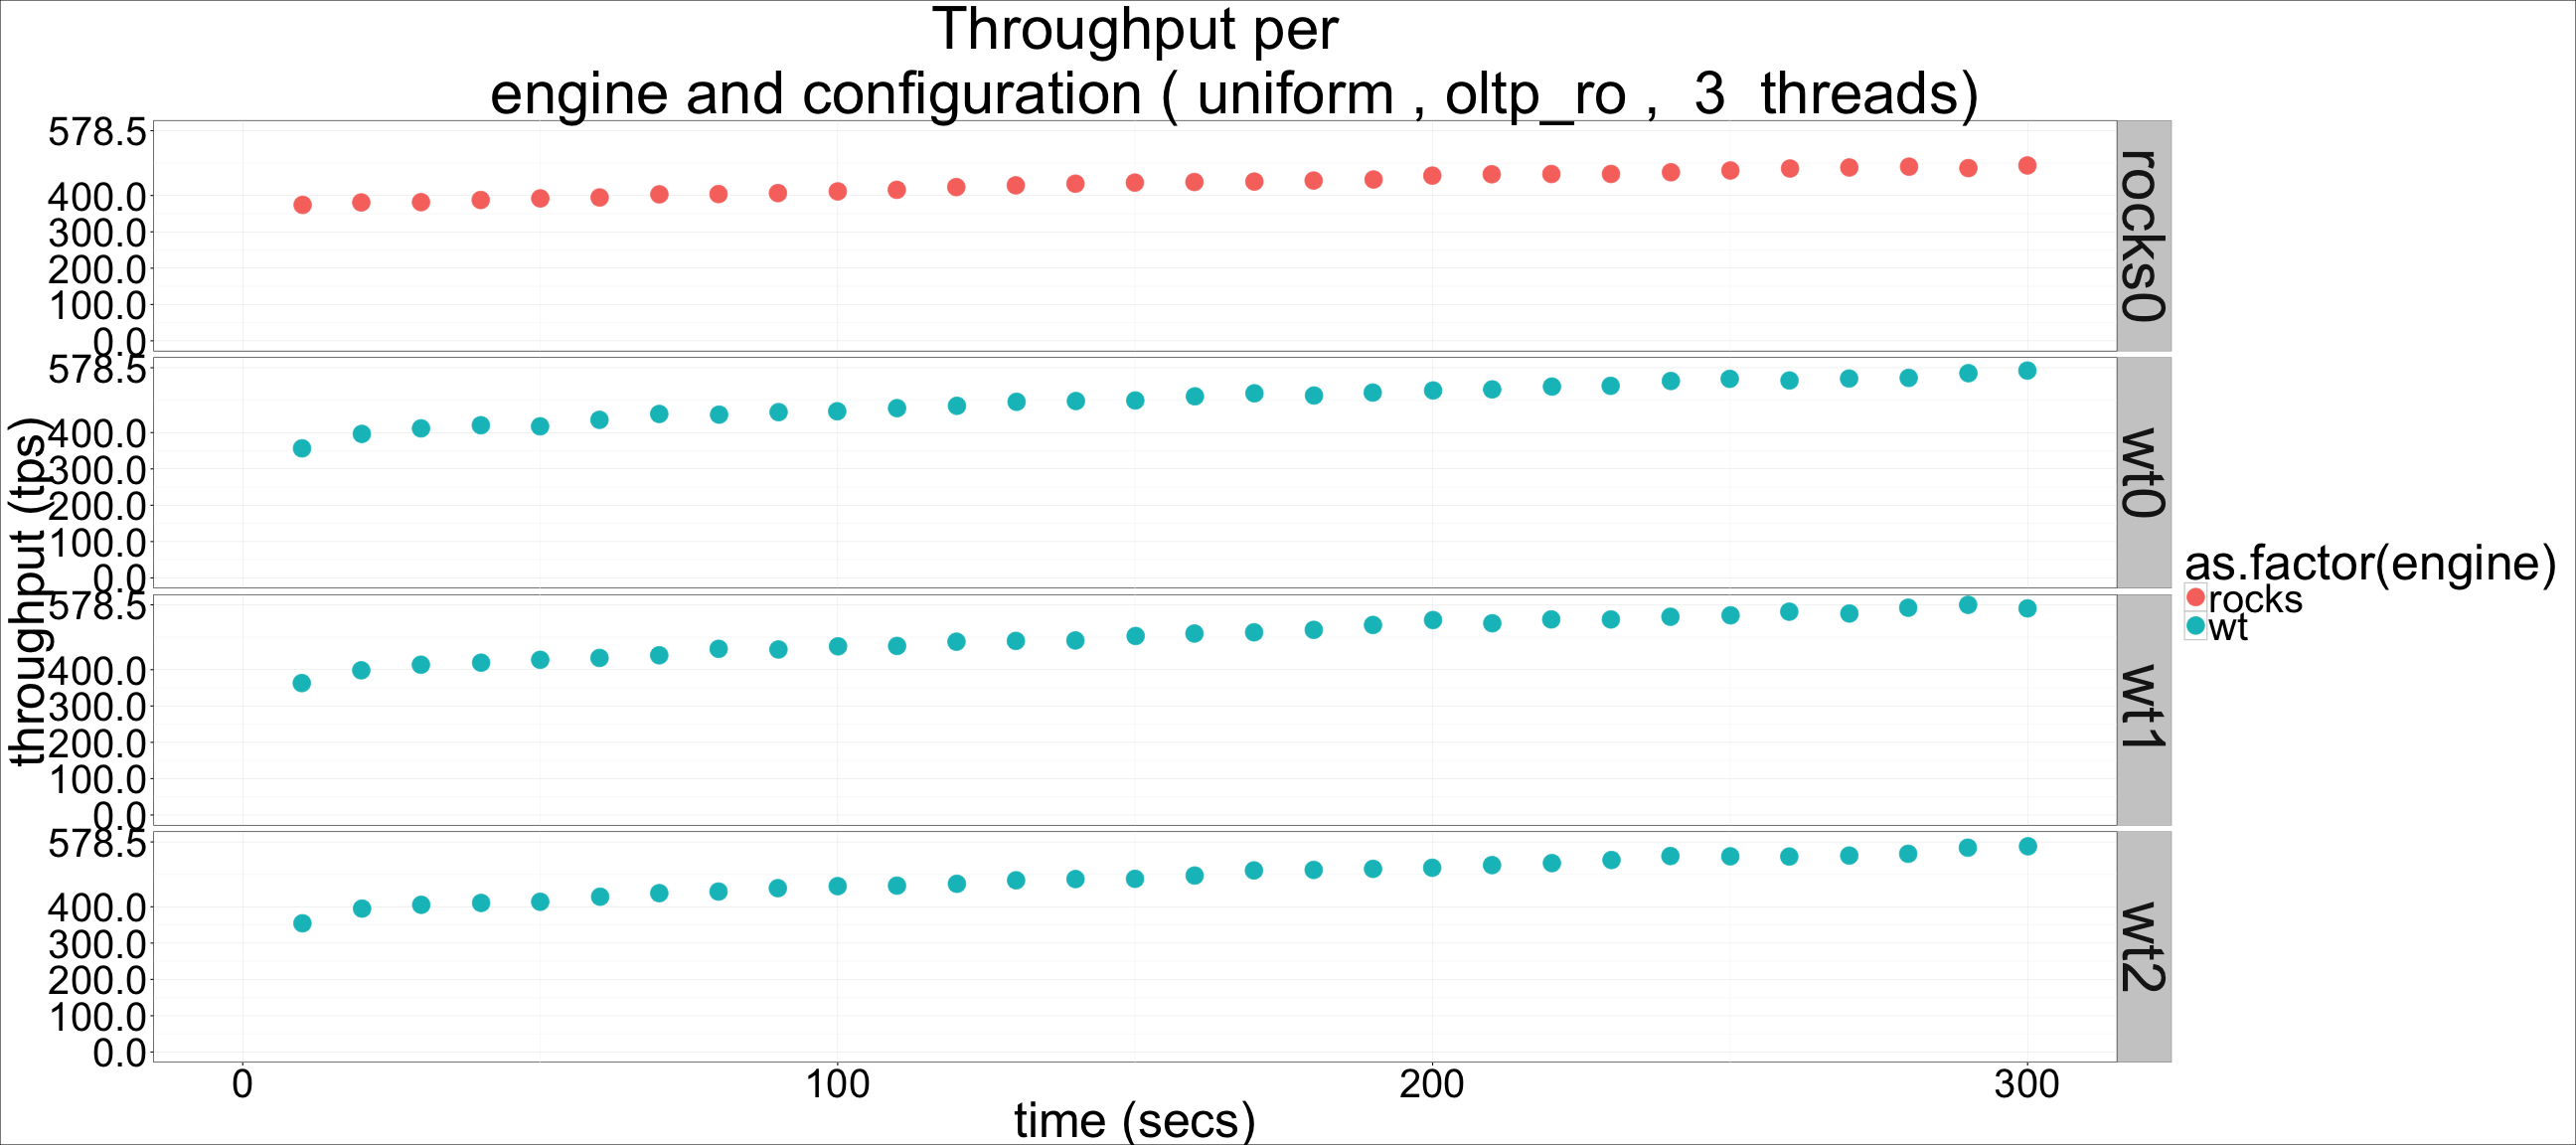 Throughput per
engine and configuration ( uniform , oltp_ro , 3 threads)
throughput (tps)
578.5
400.0
300.0
200.0
100.0
0.0
rocks0
578.5
400.0
300.0
200.0
100.0
0.0
wt0
578.5
400.0
300.0
200.0
100.0
0.0
wt1
578.5
400.0
300.0
200.0
100.0
0.0
wt2
0 100 200 300
time (secs)
as.factor(engine)
rocks
wt